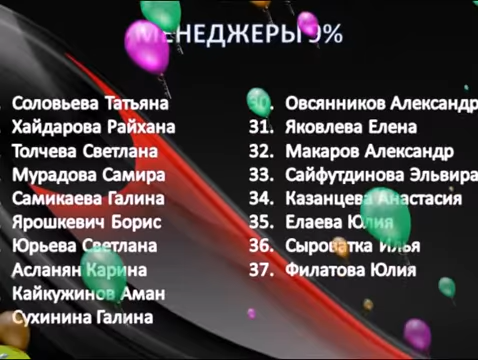 МЕНЕДЖЕРЫ 9%
Соловьева Татьяна
Хайдарова Райхана
Толчева Светлана
Мурадова Самира
Самикаева Галина
Ярошкевич Борис
Юрьева Светлана
Асланян Карина
Кайкужинов Аман
Сухинина Галина
30. Овсянников Александр
31. Яковлева Елена
32. Макаров Александр
33. Сайфутдинова Эльвира
34. Казанцева Анастасия
35. Елаева Юлия
36. Сыроватка Илья
37. Филатова Юлия